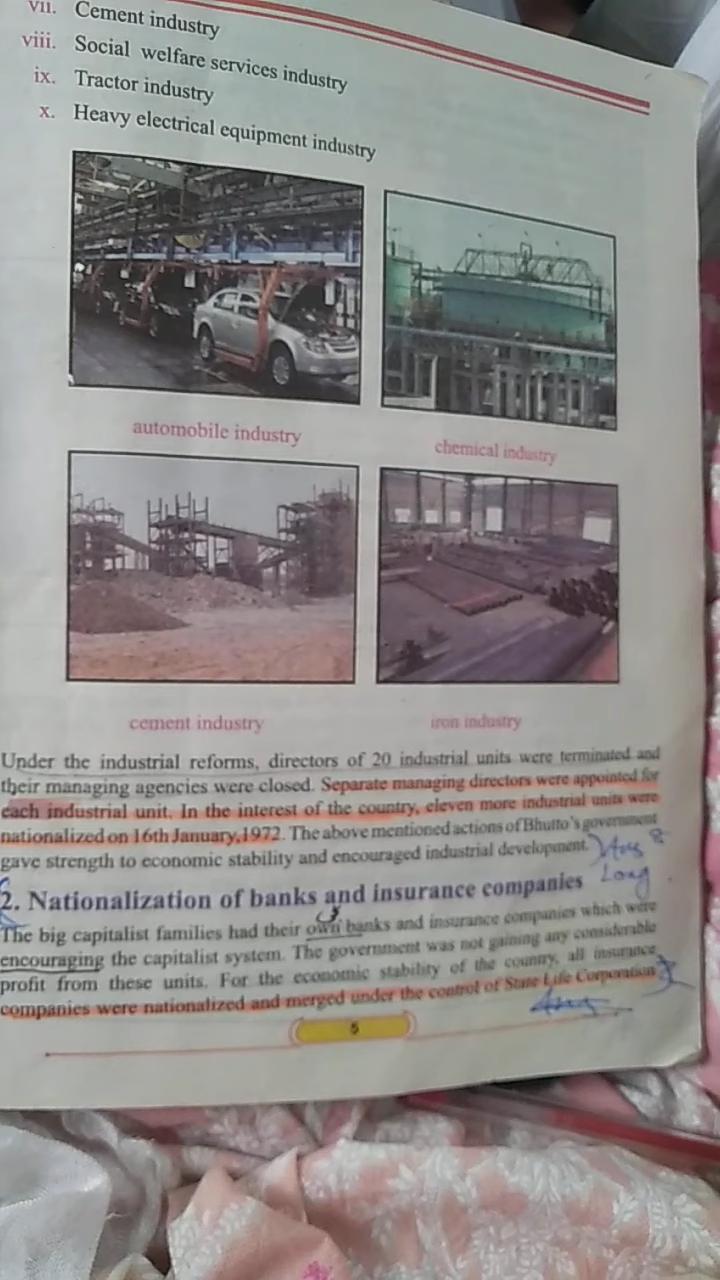 vii. Cement industry
viii. Social welfare services industry
ix. Tractor industry
x. Heavy electrical equipment industry
automobile industry
chemical industry
cement industry
iron industry
Under the industrial reforms, directors of 20 industrial units were terminated and
their managing agencies were closed. Separate managing directors were appointed for
each industrial unit. In the interest of the country, eleven more industrial units were
nationalized on 16th January,1972. The above mentioned actions of Bhutto's government
gave strength to economic stability and encouraged industrial development.
Long
2. Nationalization of banks and insurance companies
The big capitalist families had their own banks and insurance companies which were
encouraging the capitalist system. The government was not gaining any considerable
profit from these units. For the economic stability of the country, all insurance
companies were nationalized and merged under the control of State Life Corporation
5